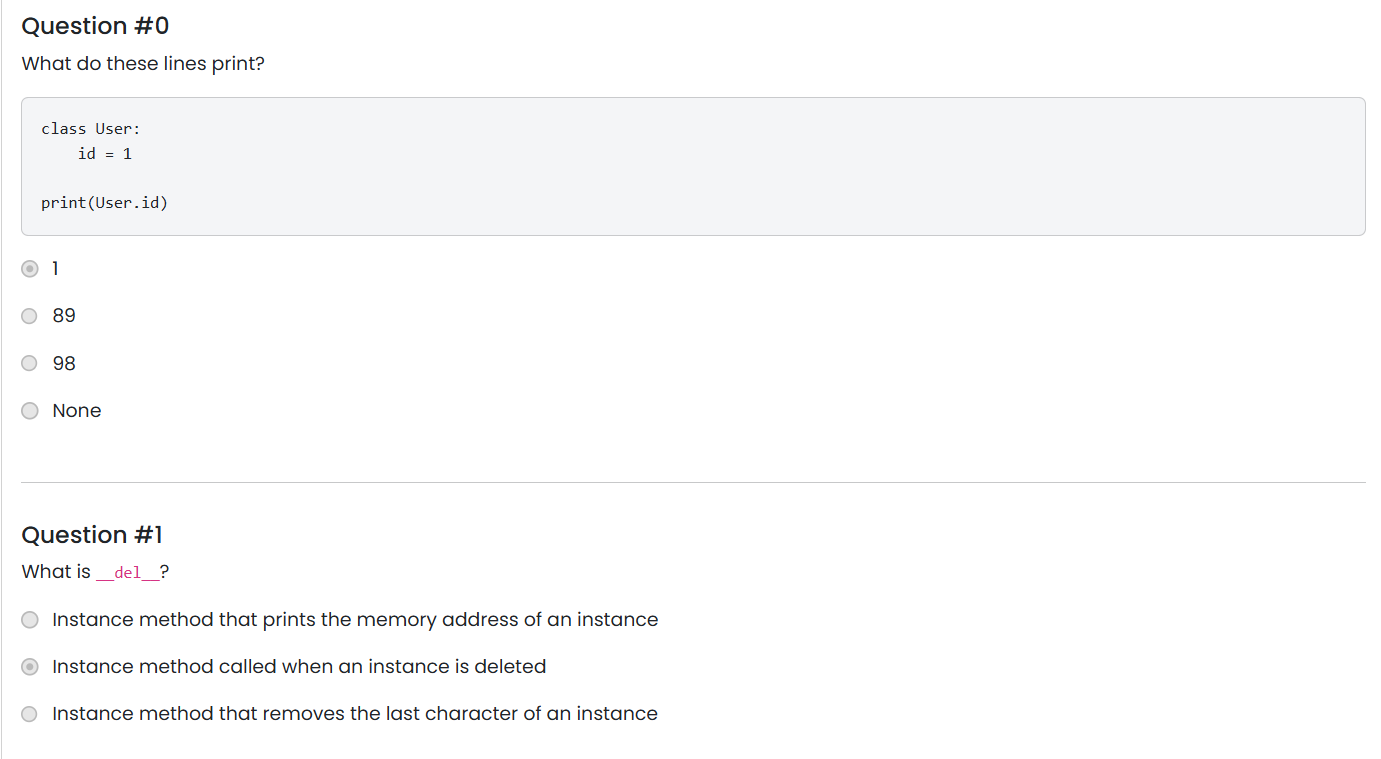 Question #0
What do these lines print?
class User:
    id = 1
print(User.id)
1
89
98
None
Question #1
What is __del__?
Instance method that prints the memory address of an instance
Instance method called when an instance is deleted
Instance method that removes the last character of an instance